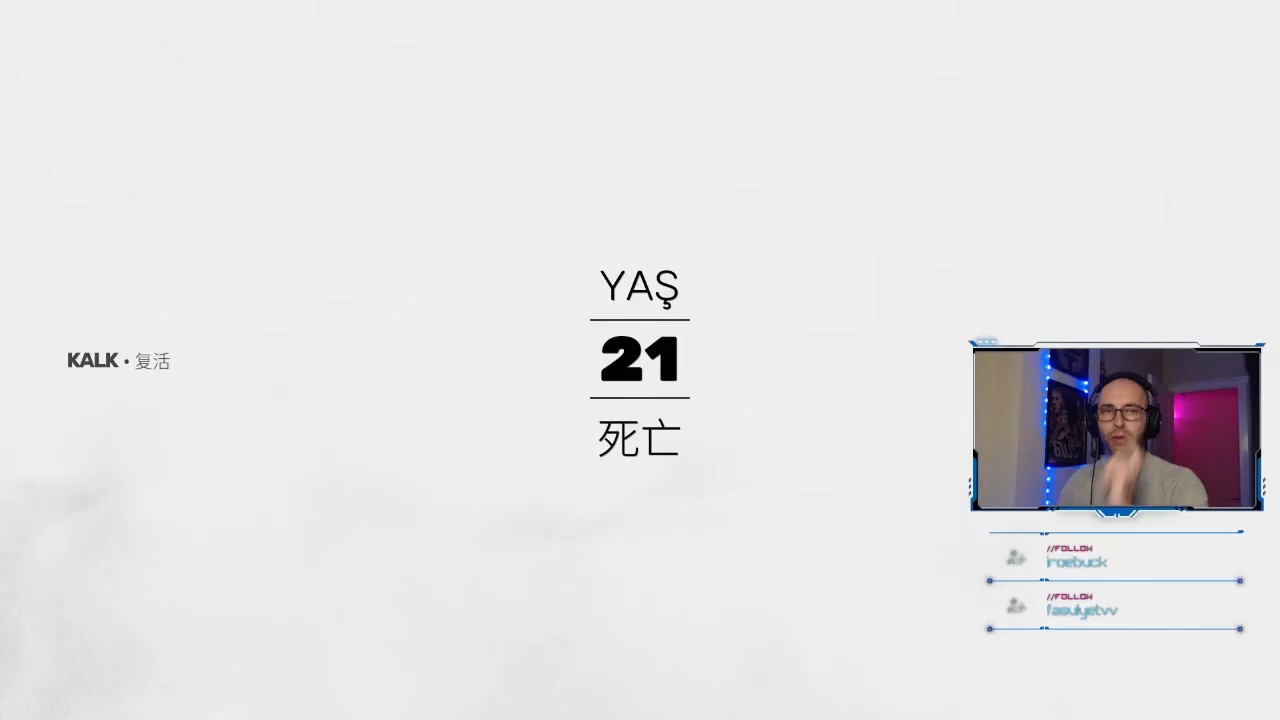 YAŞ
21
死亡
KALK • 复活
//FOLLOW
iroebuck
//FOLLOW
fasulyetvv